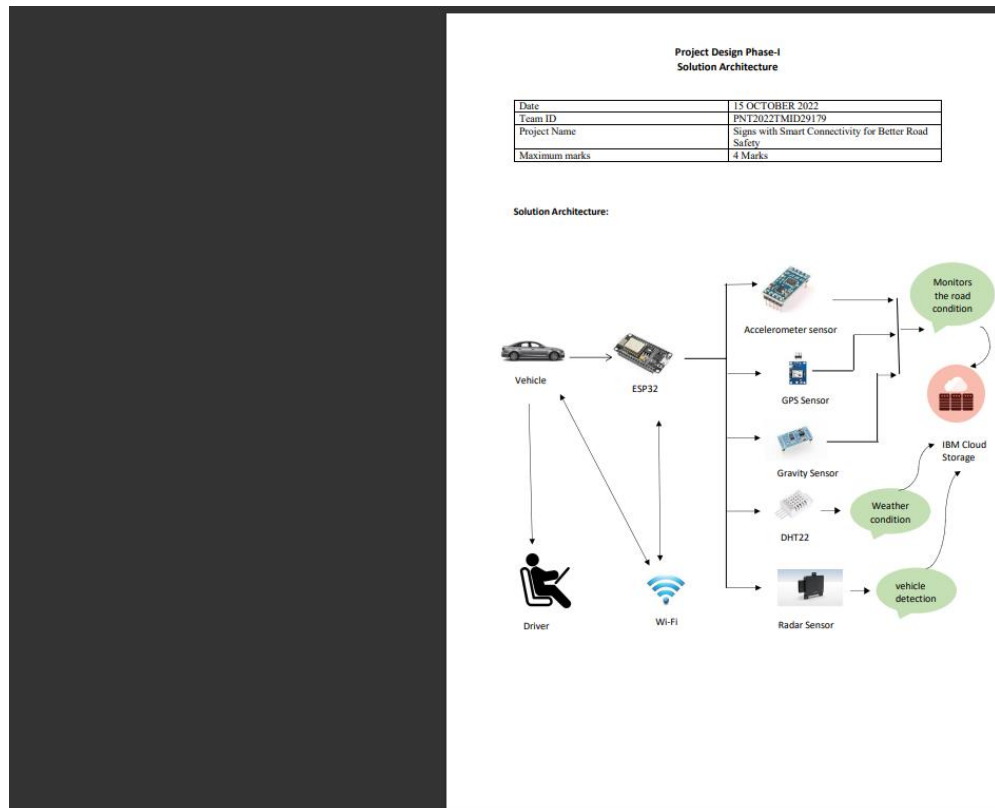 Project Design Phase-I
Solution Architecture
Date 15 OCTOBER 2022
Team ID PNT2022TMID29179
Project Name Signs with Smart Connectivity for Better Road
Safety
Maximum marks 4 Marks
Solution Architecture:
Monitors
the road
condition
Accelerometer sensor
Vehicle
ESP32
GPS Sensor
IBM Cloud
Storage
Gravity Sensor
Weather
condition
DHT22
vehicle
detection
Driver
Wi-Fi
Radar Sensor